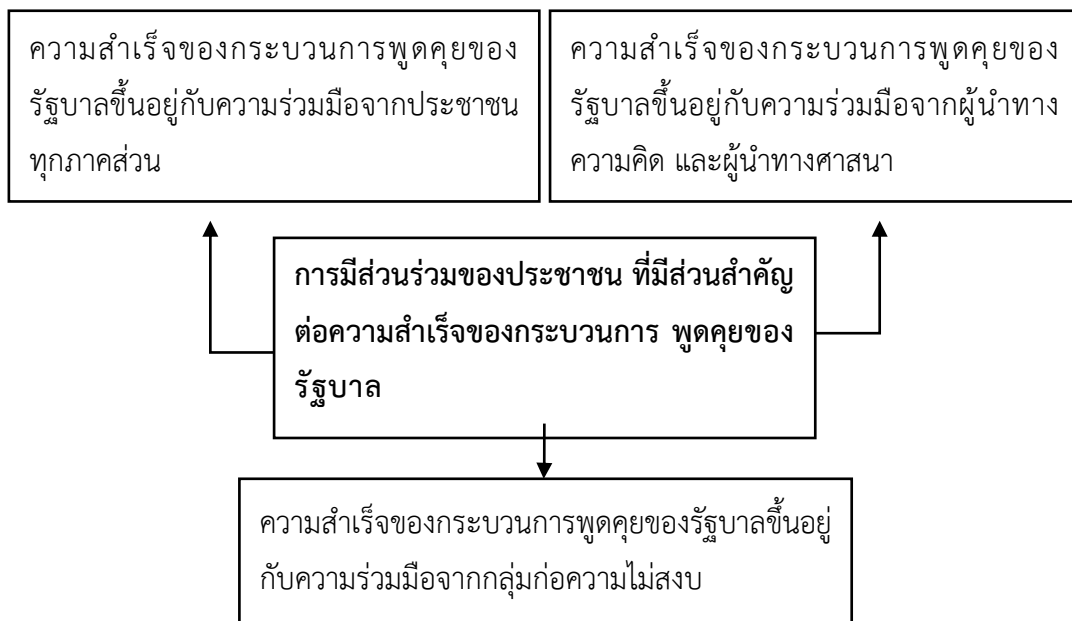 ความสำเร็จของกระบวนการพูดคุยของ
รัฐบาลขึ้นอยู่กับความร่วมมือจากประชาชน
ทุกภาคส่วน
ความสำเร็จของกระบวนการพูดคุยของ
รัฐบาลขึ้นอยู่กับความร่วมมือจากผู้นำทาง
ความคิด และผู้นำทางศาสนา
การมีส่วนร่วมของประชาชน ที่มีส่วนสำคัญ
ต่อความสำเร็จของกระบวนการ พูดคุยของ
รัฐบาล
ความสำเร็จของกระบวนการพูดคุยของรัฐบาลขึ้นอยู่
กับความร่วมมือจากกลุ่มก่อความไม่สงบ